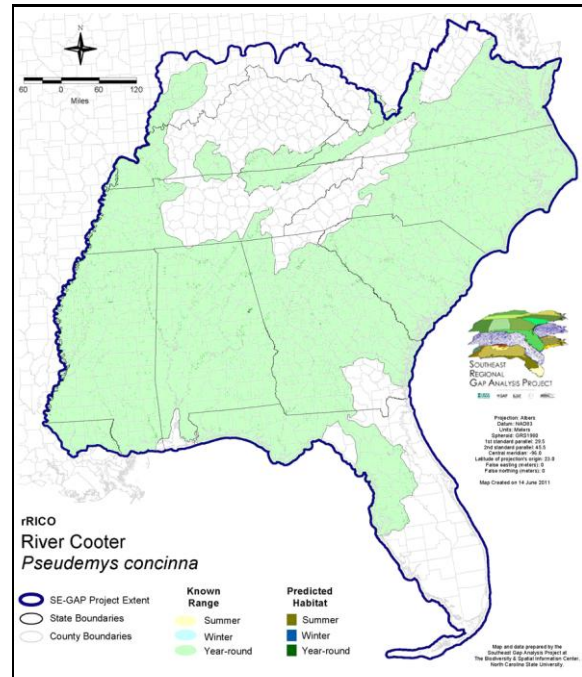 N
60 0 60 120
Miles
SOUTHEAST
REGIONAL
GAP ANALYSIS PROJECT
Projection: Albers
Datum: NAD83
Units: Meters
Spheroid: GRS1980
1st standard parallel: 29.5
2nd standard parallel: 45.5
Central meridian: -96.0
Latitude of projection's origin: 23.0
False easting (meters): 0
False northing (meters): 0
Map Created on 14 June 2011
rRICO
River Cooter
Pseudemys concinna
SE-GAP Project Extent
State Boundaries
County Boundaries
Known
Range
Summer
Winter
Year-round
Predicted
Habitat
Summer
Winter
Year-round
Map and data prepared by the
Southeast Gap Analysis Project at
The Biodiversity & Spatial Information Center,
North Carolina State University.